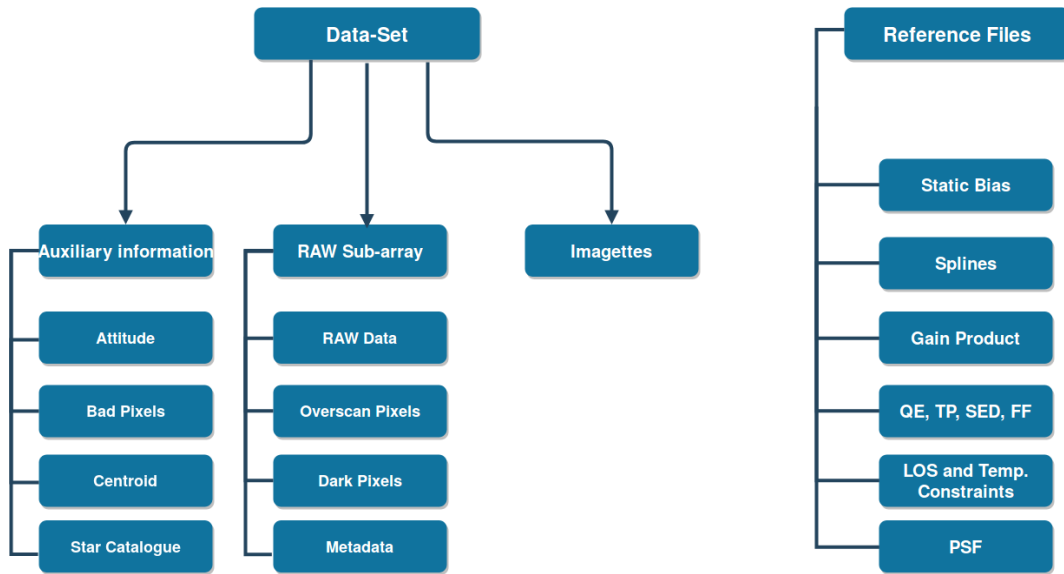 Data-Set
Reference Files
Auxiliary information
RAW Sub-array
Imagettes
Attitude
Bad Pixels
Centroid
Star Catalogue
RAW Data
Overscan Pixels
Dark Pixels
Metadata
Static Bias
Splines
Gain Product
QE, TP, SED, FF
LOS and Temp.
Constraints
PSF